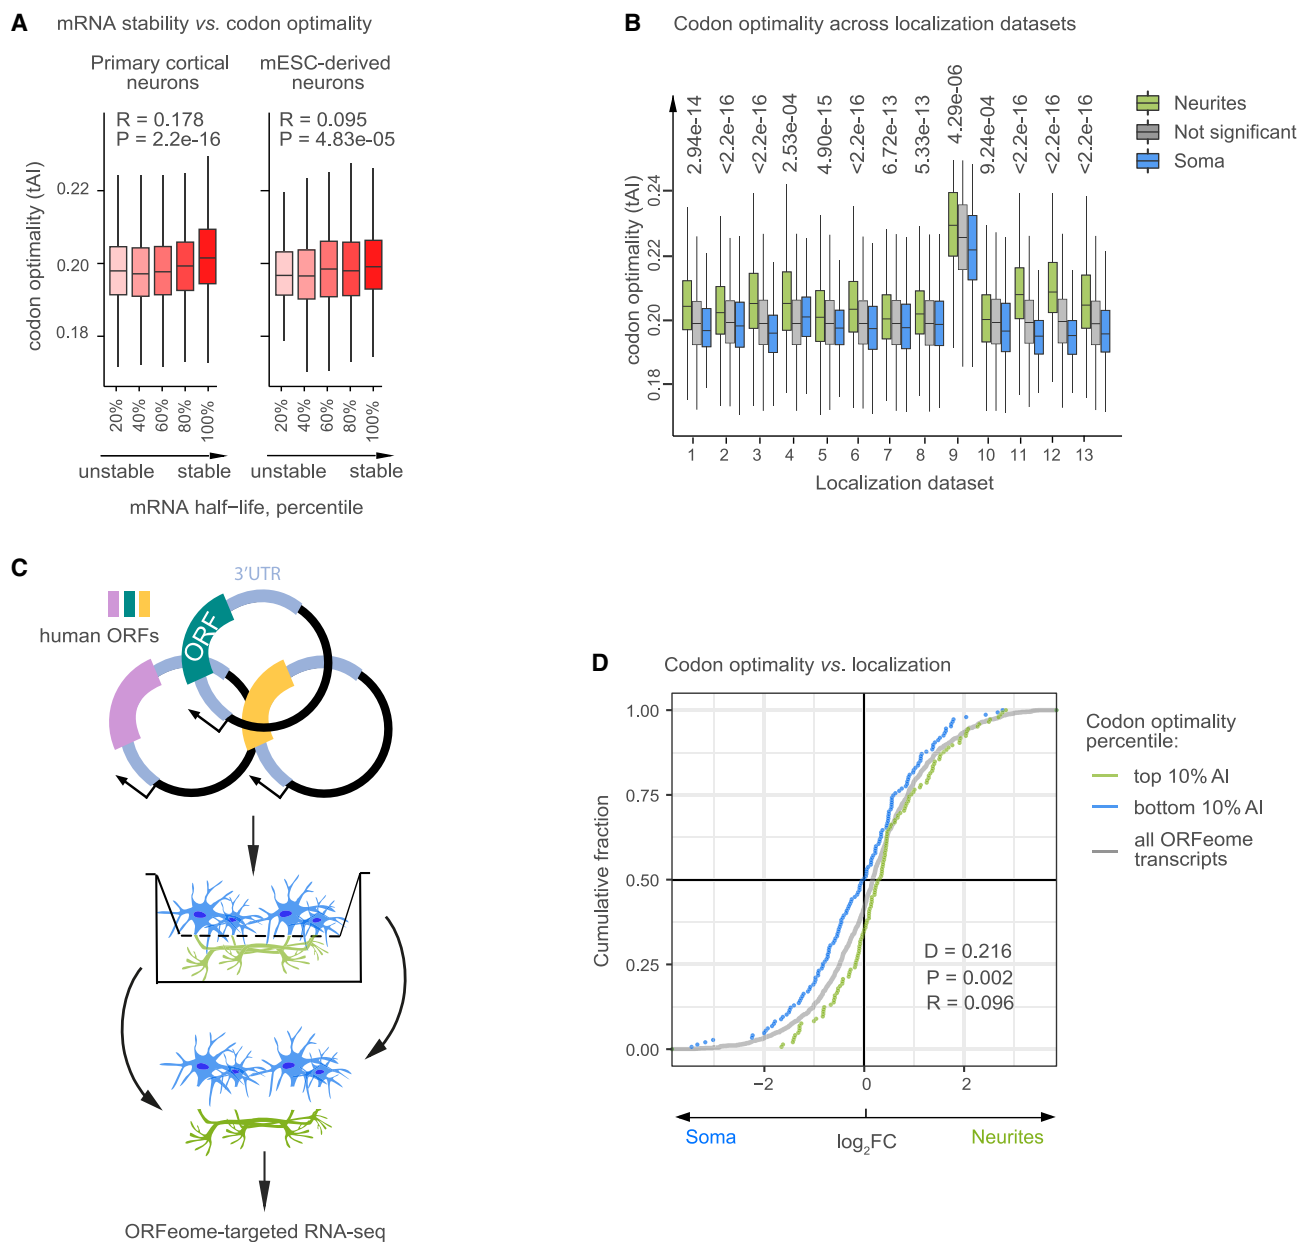 A mRNA stability vs. codon optimality
Primary cortical neurons
mESC-derived neurons
R = 0.178
P = 2.2e-16
R = 0.095
P = 4.83e-05
codon optimality (tAI)
0.22
0.20
0.18
20% 40% 60% 80% 100%
20% 40% 60% 80% 100%
unstable stable
unstable stable
mRNA half-life, percentile
B Codon optimality across localization datasets
2.94e-14
<2.2e-16
<2.2e-16
2.53e-04
4.90e-15
<2.2e-16
6.72e-13
5.33e-13
4.29e-06
9.24e-04
<2.2e-16
<2.2e-16
<2.2e-16
Neurites
Not significant
Soma
codon optimality (tAI)
0.24
0.22
0.20
0.18
1 2 3 4 5 6 7 8 9 10 11 12 13
Localization dataset
C
3'UTR
ORF
human ORFs
ORFeome-targeted RNA-seq
D Codon optimality vs. localization
Cumulative fraction
1.00
0.75
0.50
0.25
0.00
D = 0.216
P = 0.002
R = 0.096
−2 0 2
Soma log2FC Neurites
Codon optimality
percentile:
top 10% AI
bottom 10% AI
all ORFeome
transcripts